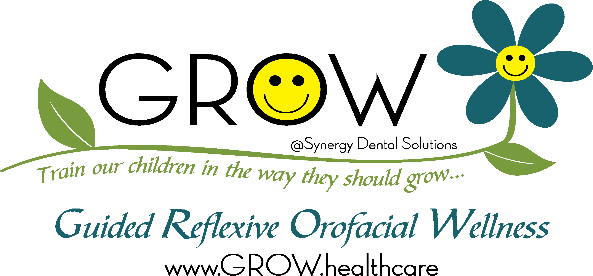 GROW
@Synergy Dental Solutions
Train our children in the way they should grow...
Guided Reflexive Orofacial Wellness
www.GROW.healthcare